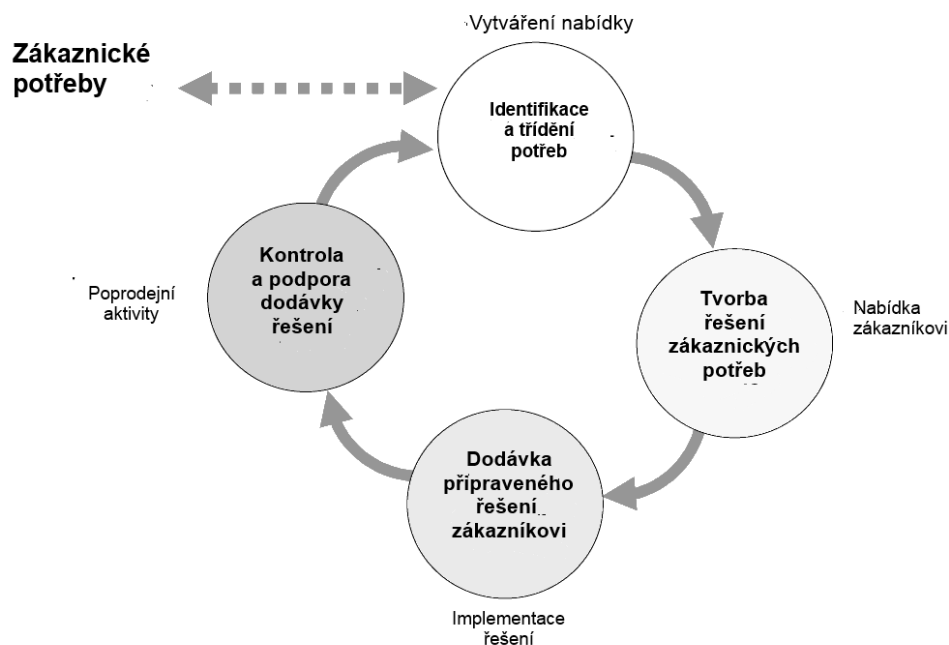 Vytváření nabídky
Zákaznické
potřeby
Identifikace
a třídění
potřeb
Tvorba
řešení
zákaznických
potřeb
Nabídka
zákazníkovi
Dodávka
přípraveného
řešení
zákazníkovi
Implementace
řešení
Kontrola
a podpora
dodávky
řešení
Poprodejní
aktivity